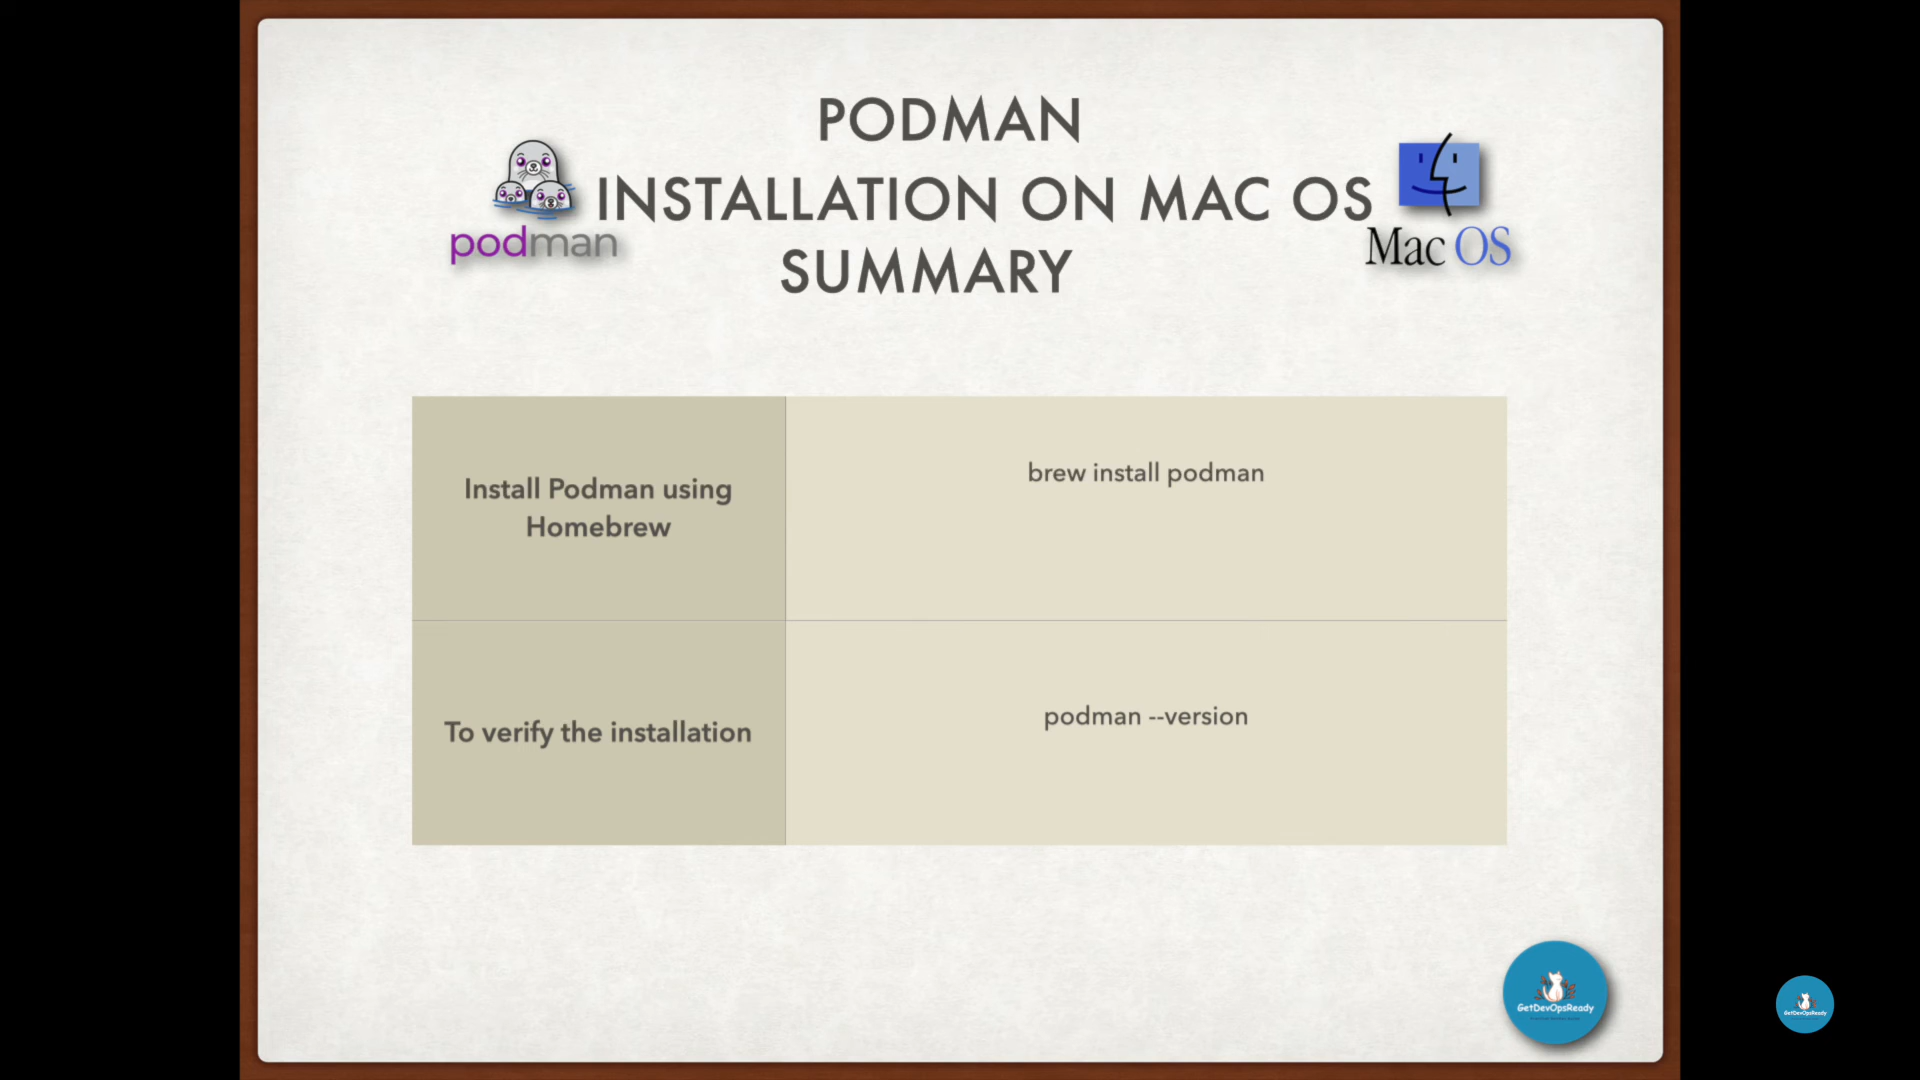 PODMAN
INSTALLATION ON MAC OS
SUMMARY
podman
Mac OS
Install Podman using
Homebrew
brew install podman
To verify the installation
podman --version
GetDevOpsReady
GetDevOpsReady